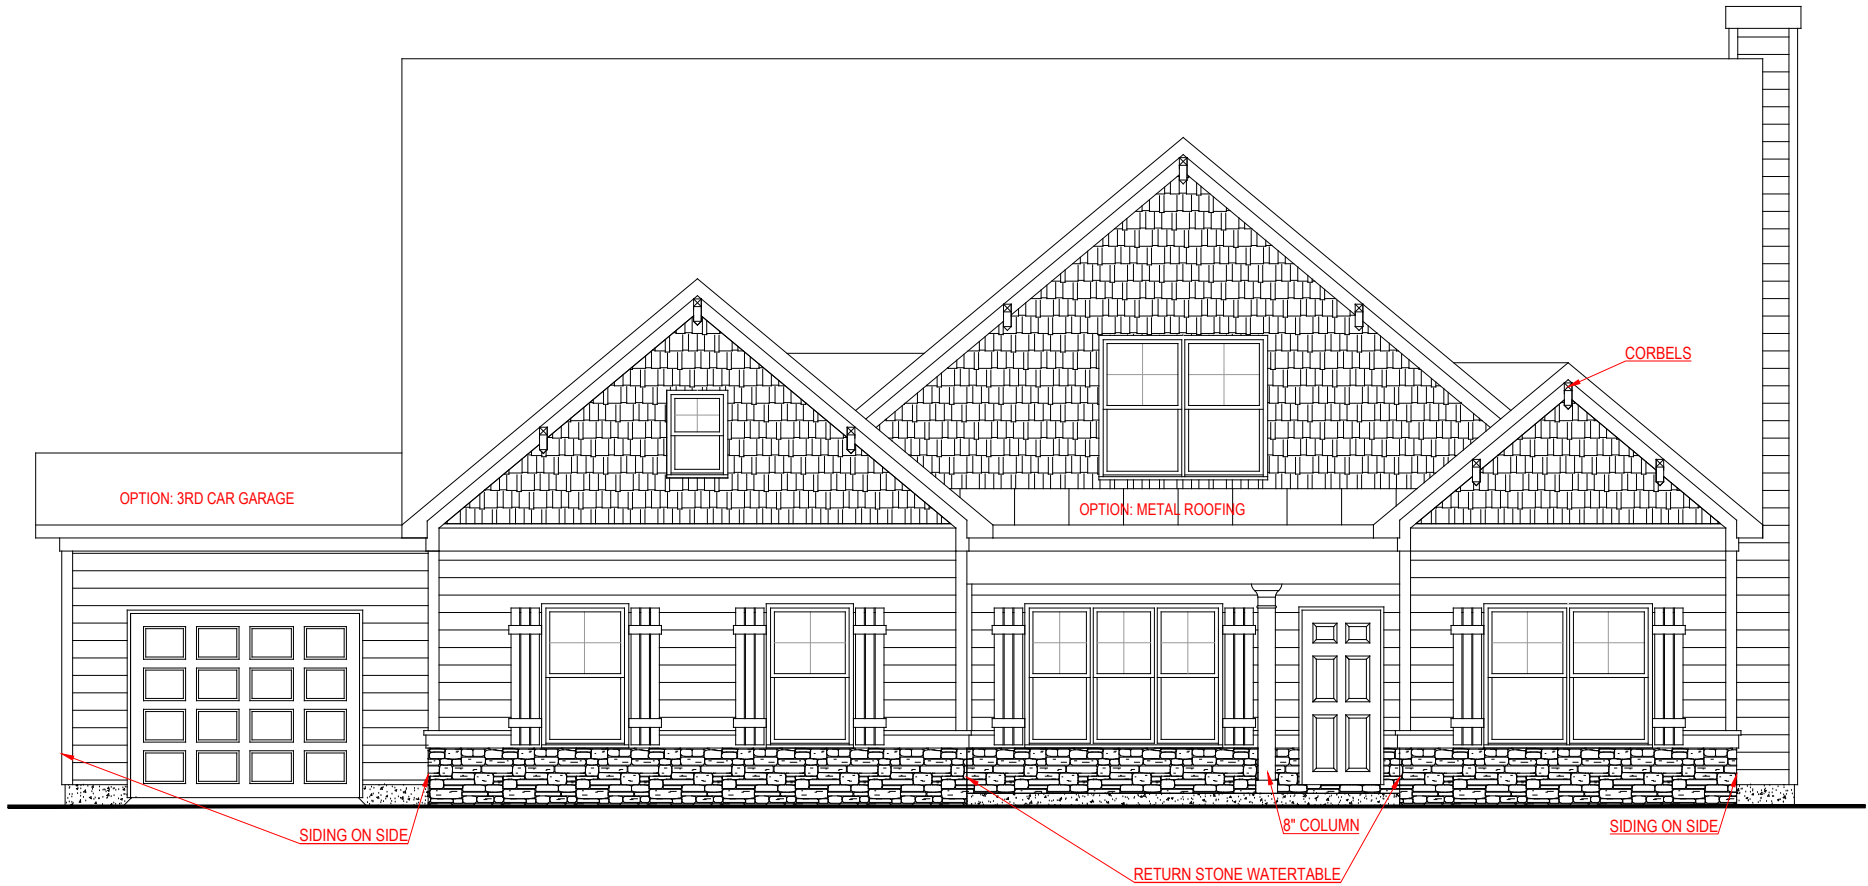 CORBELS
OPTION: 3RD CAR GARAGE
OPTION: METAL ROOFING
SIDING ON SIDE
8" COLUMN
SIDING ON SIDE
RETURN STONE WATERTABLE